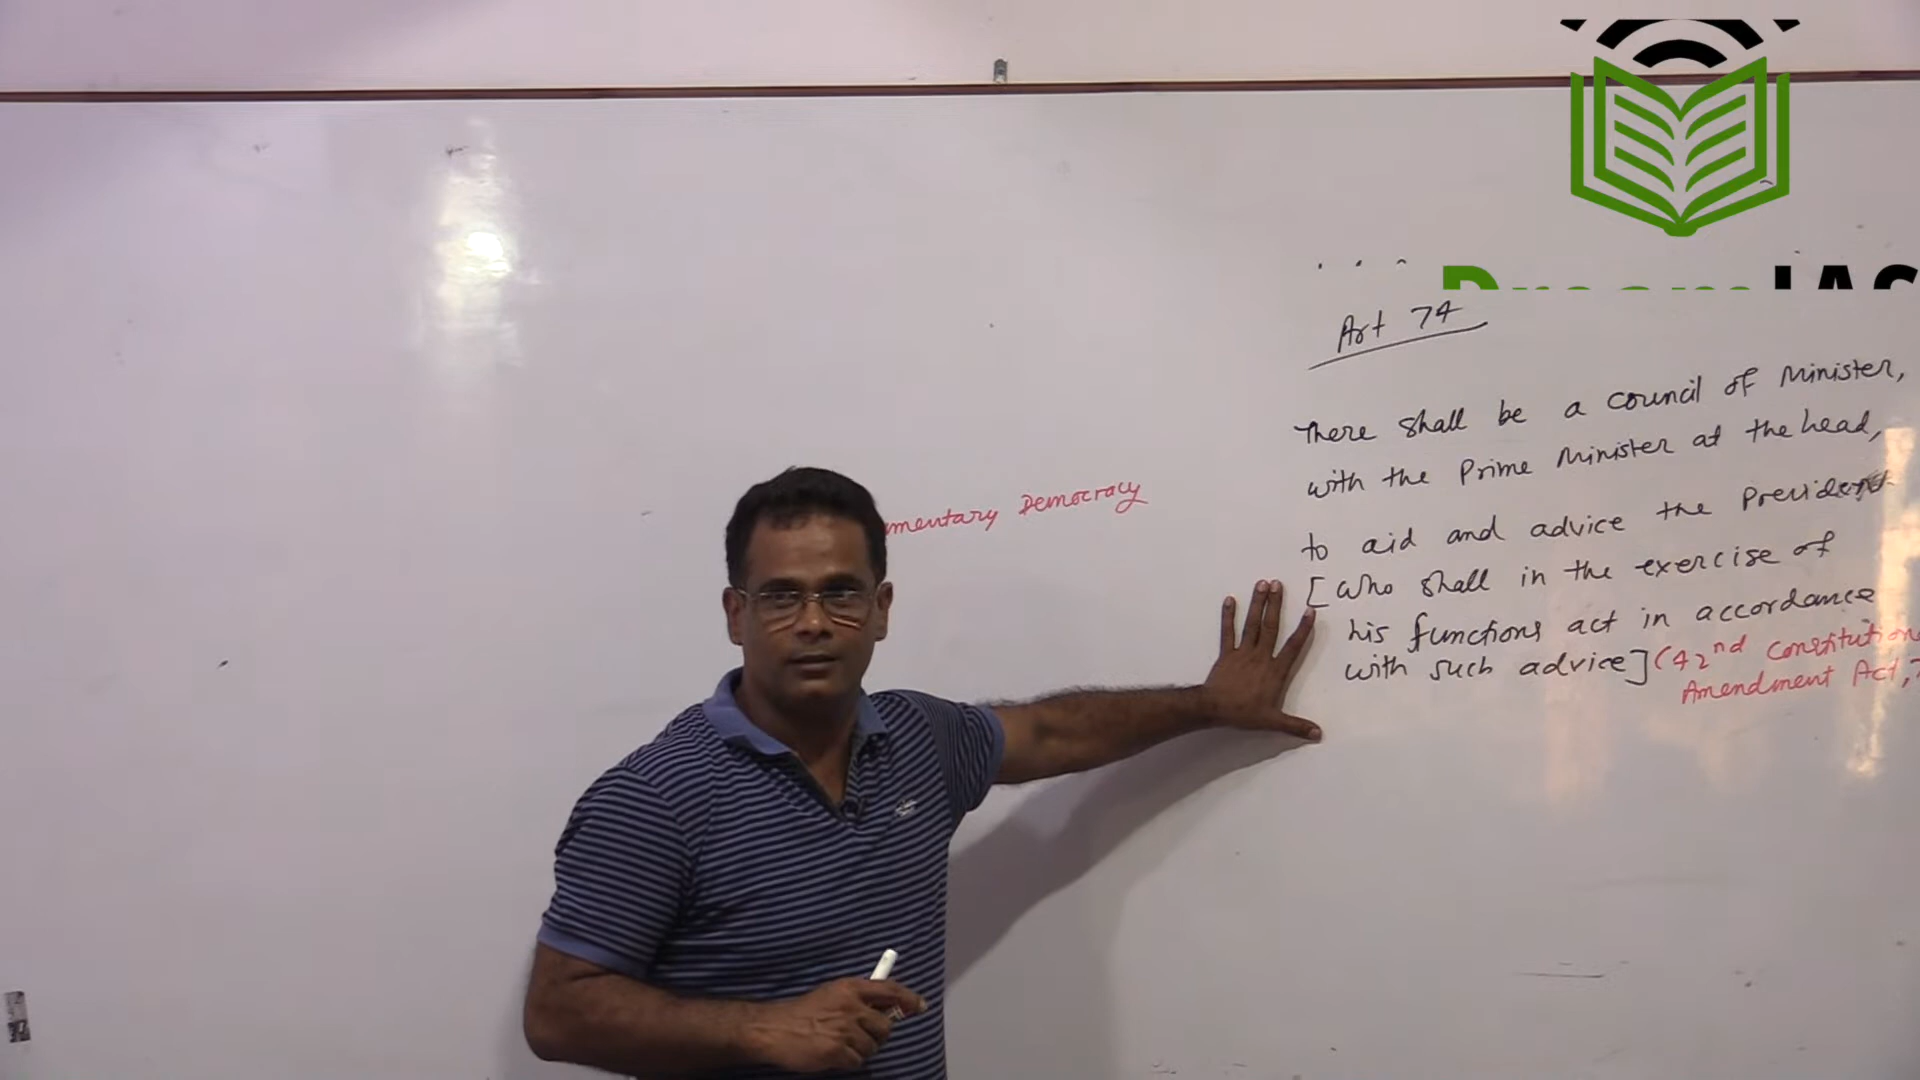 Art 74
There shall be a council of Minister,
with the Prime Minister at the head,
to aid and advice the President
[who shall in the exercise of
his functions act in accordance
with such advice] (42nd Constitution
Amendment Act,
Democracy
IAS